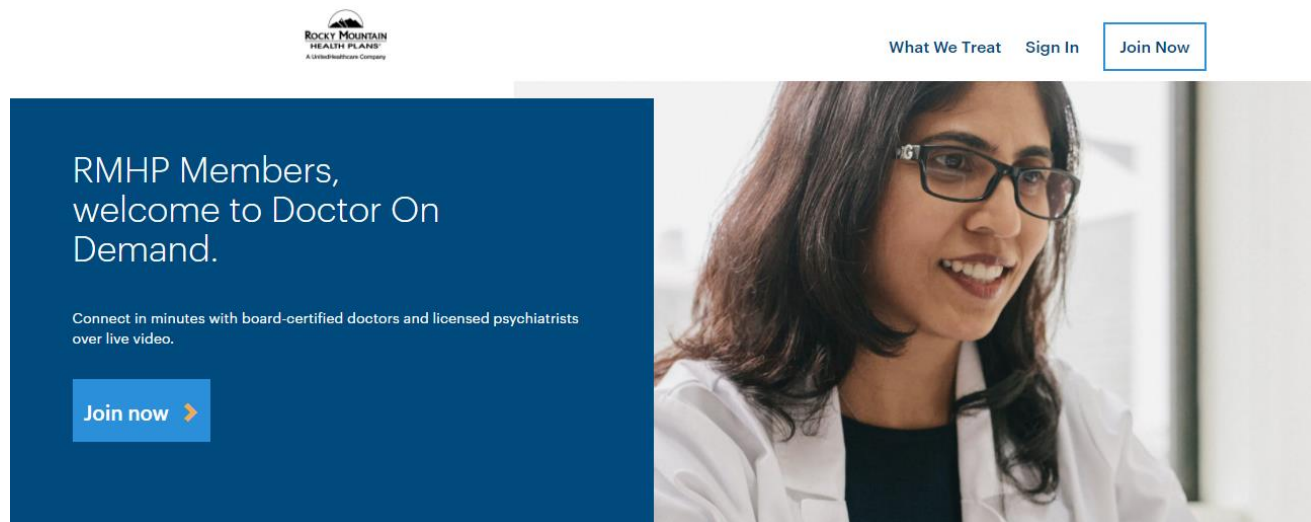 ROCKY MOUNTAIN
HEALTH PLANS®
A UnitedHealthcare Company
What We Treat Sign In Join Now
RMHP Members,
welcome to Doctor On
Demand.
Connect in minutes with board-certified doctors and licensed psychiatrists
over live video.
Join now